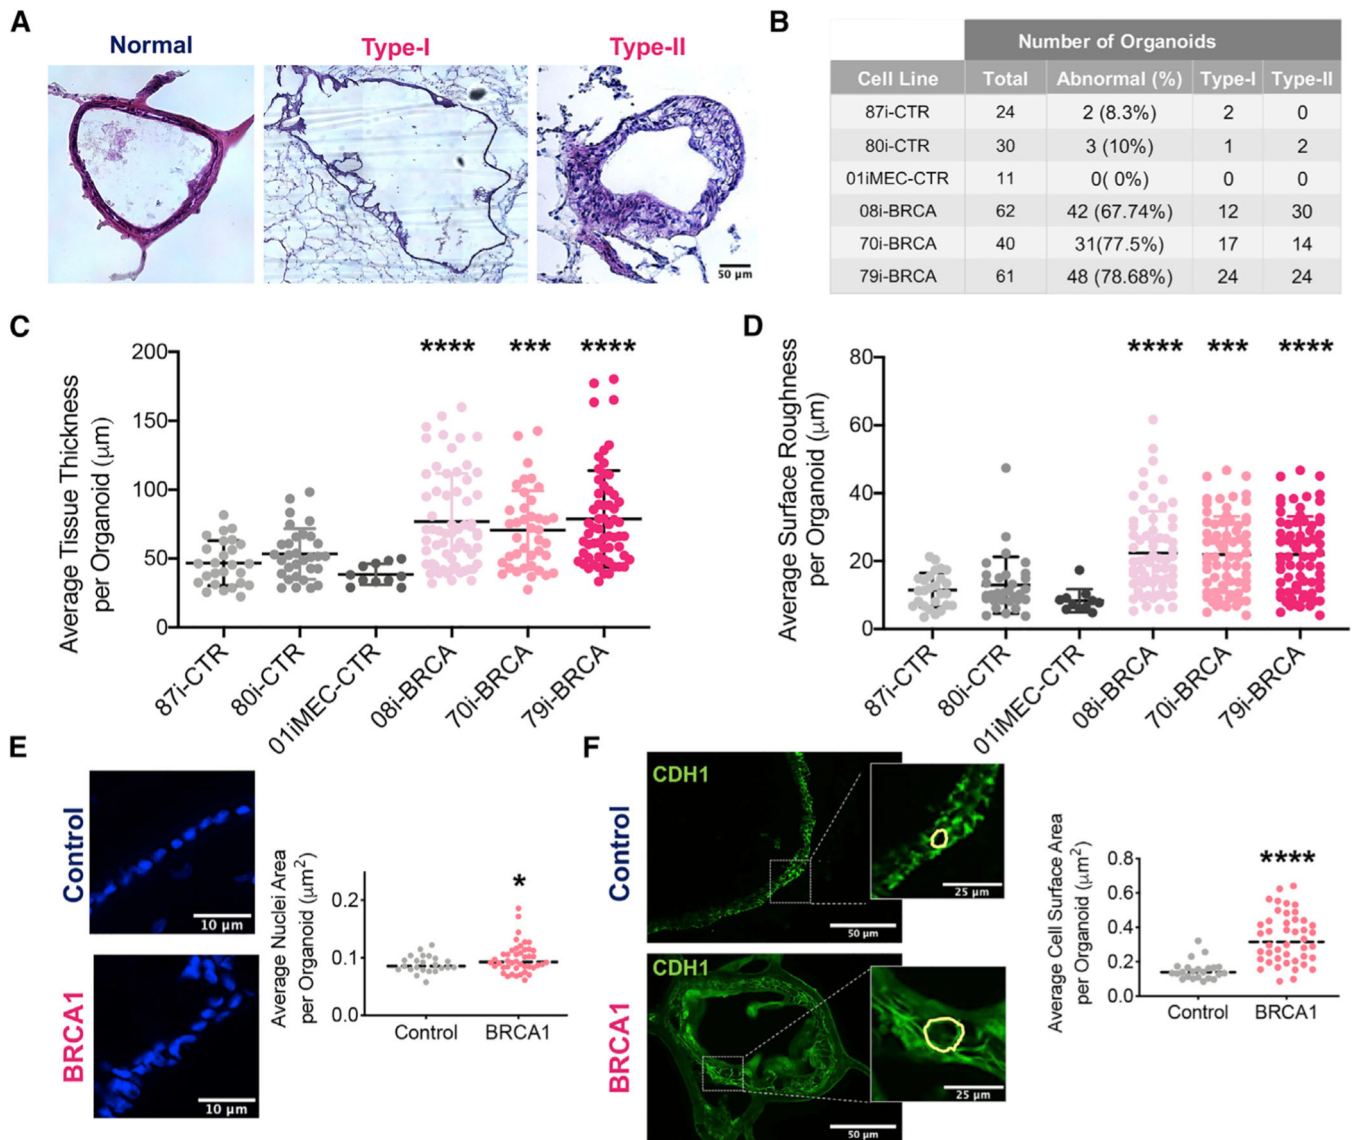 A
Normal
Type-I
Type-II
50 µm
B
Number of Organoids
Cell Line Total Abnormal (%) Type-I Type-II
87i-CTR 24 2 (8.3%) 2 0
80i-CTR 30 3 (10%) 1 2
01iMEC-CTR 11 0( 0%) 0 0
08i-BRCA 62 42 (67.74%) 12 30
70i-BRCA 40 31(77.5%) 17 14
79i-BRCA 61 48 (78.68%) 24 24
C
Average Tissue Thickness
per Organoid (µm)
200
150
100
50
0
**** *** ****
87i-CTR
80i-CTR
01iMEC-CTR
08i-BRCA
70i-BRCA
79i-BRCA
D
Average Surface Roughness
per Organoid (µm)
80
60
40
20
0
**** *** ****
87i-CTR
80i-CTR
01iMEC-CTR
08i-BRCA
70i-BRCA
79i-BRCA
E
Control
10 µm
BRCA1
10 µm
Average Nuclei Area
per Organoid (µm²)
0.2
0.1
0.0
*
Control BRCA1
F
Control
CDH1
25 µm
50 µm
BRCA1
CDH1
25 µm
50 µm
Average Cell Surface Area
per Organoid (µm²)
0.8
0.6
0.4
0.2
0.0
****
Control BRCA1